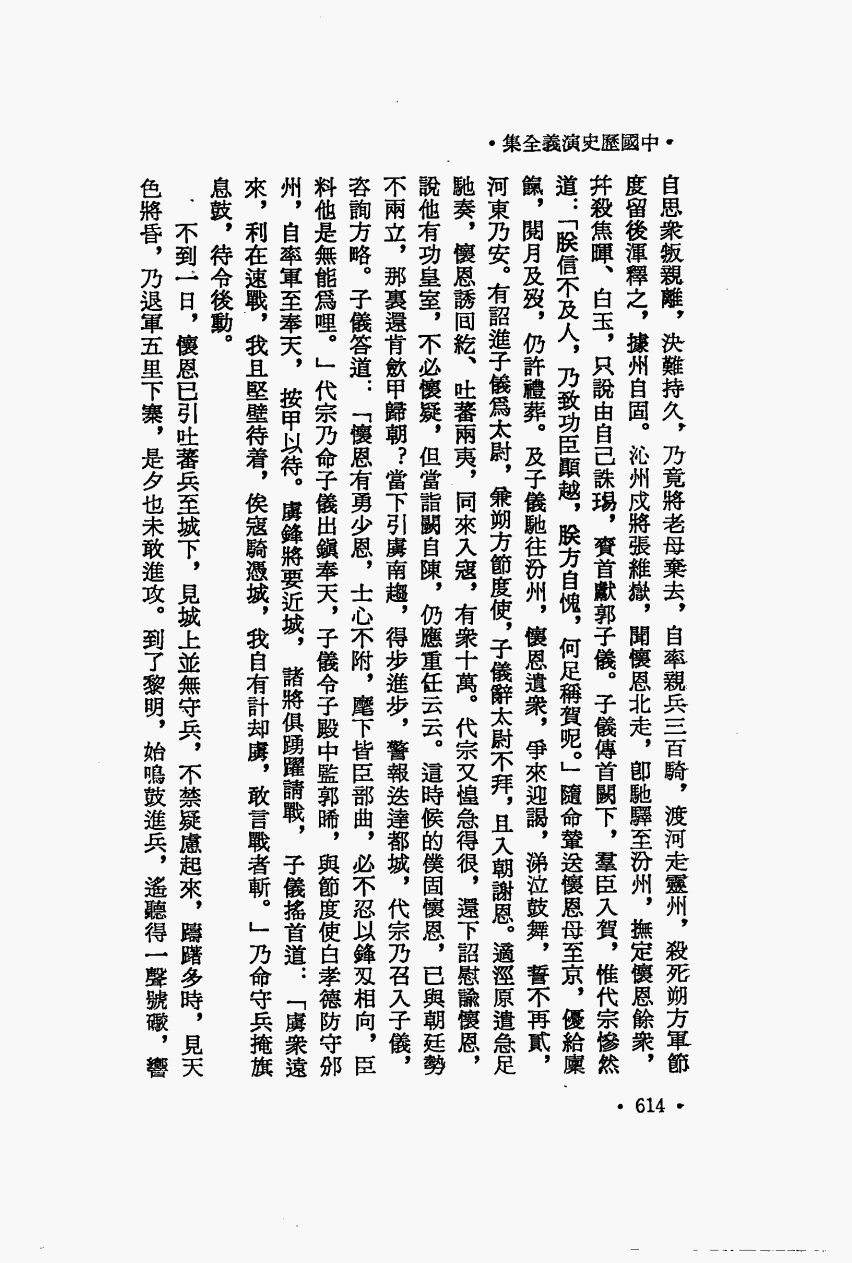 •中國歷史演義全集•
自思衆叛親離，決難持久，乃竟將老母棄去，自率親兵三百騎，渡河走靈州，殺死朔方軍節
度留後渾釋之，據州自固。沁州戍將張維嶽，聞懷恩北走，卽馳驛至汾州，撫定懷恩餘衆，
幷殺焦暉、白玉，只說由自己誅瑒，賫首獻郭子儀。子儀傳首闕下，羣臣入賀，惟代宗慘然
道：「朕信不及人，乃致功臣顚越，朕方自愧，何足稱賀呢。」隨命輦送懷恩母至京，優給廩
餼，閱月及歿，仍許禮葬。及子儀馳往汾州，懷恩遺衆，爭來迎謁，涕泣鼓舞，誓不再貳，
河東乃安。有詔進子儀爲太尉，兼朔方節度使，子儀辭太尉不拜，且入朝謝恩。適涇原遣急足
馳奏，懷恩誘囘紇、吐蕃兩夷，同來入寇，有衆十萬。代宗又惶急得很，還下詔慰諭懷恩，
說他有功皇室，不必懷疑，但當詣闕自陳，仍應重任云云。這時候的僕固懷恩，已與朝廷勢
不兩立，那裏還肯斂甲歸朝？當下引虜南趨，得步進步，警報迭達都城，代宗乃召入子儀，
咨詢方略。子儀答道：「懷恩有勇少恩，士心不附，麾下皆臣部曲，必不忍以鋒刄相向，臣
料他是無能爲哩。」代宗乃命子儀出鎭奉天，子儀令子殿中監郭晞，與節度使白孝德防守邠
州，自率軍至奉天，按甲以待。虜鋒將要近城，諸將俱踴躍請戰，子儀搖首道：「虜衆遠
來，利在速戰，我且堅壁待着，俟寇騎憑城，我自有計却虜，敢言戰者斬。」乃命守兵掩旗
息鼓，待令後動。
不到一日，懷恩已引吐蕃兵至城下，見城上並無守兵，不禁疑慮起來，躊躇多時，見天
色將昏，乃退軍五里下寨，是夕也未敢進攻。到了黎明，始鳴鼓進兵，遙聽得一聲號礮，響
•614•